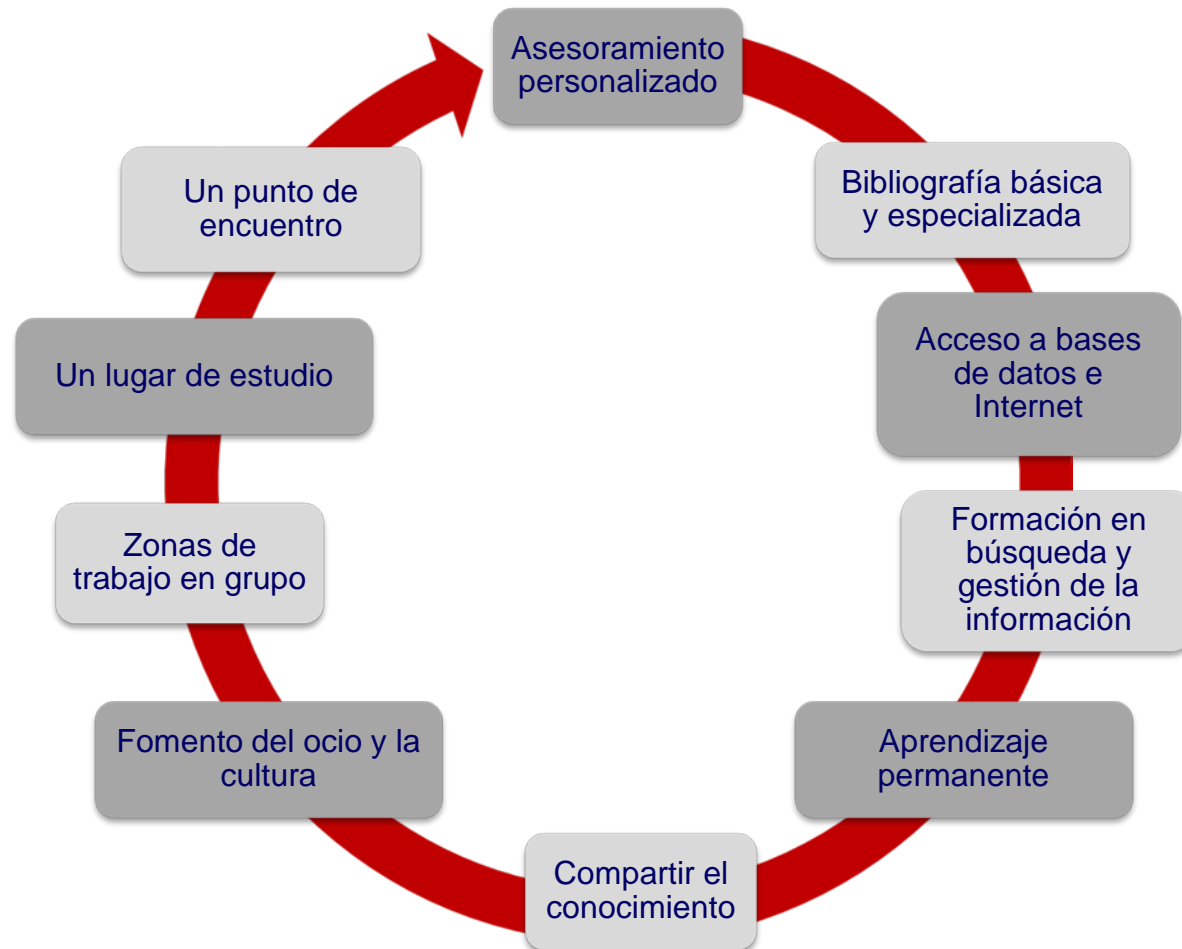 Asesoramiento
personalizado
Bibliografía básica
y especializada
Acceso a bases
de datos e
Internet
Formación en
búsqueda y
gestión de la
información
Aprendizaje
permanente
Compartir el
conocimiento
Fomento del ocio y la
cultura
Zonas de
trabajo en grupo
Un lugar de estudio
Un punto de
encuentro